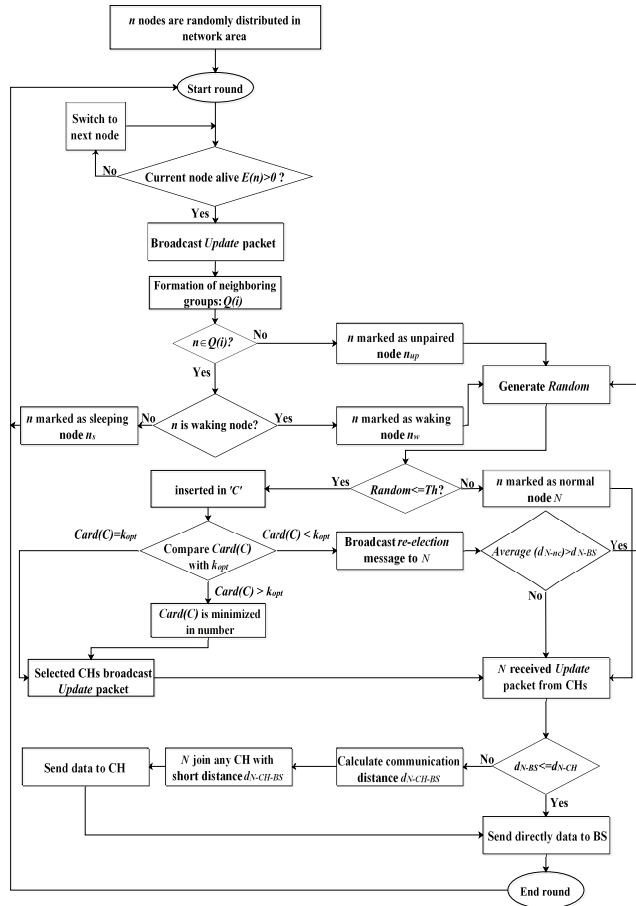 n nodes are randomly distributed in
network area
Start round
Switch to
next node
No
Current node alive E(n)>0 ?
Yes
Broadcast Update packet
Formation of neighboring
groups: Q(i)
n∈Q(i)?
No
n marked as unpaired
node nup
Yes
Generate Random
n marked as sleeping
node ns
No
n is waking node?
Yes
n marked as waking
node nw
inserted in 'C'
Yes
Random<=Th?
No
n marked as normal
node N
Card(C)=kopt
Compare Card(C)
with kopt
Card(C) < kopt
Broadcast re-election
message to N
Average (dN-nc)>dN-BS
Yes
Card(C) > kopt
No
Card(C) is minimized
in number
Selected CHs broadcast
Update packet
N received Update
packet from CHs
Send data to CH
N join any CH with
short distance dN-CH-BS
Calculate communication
distance dN-CH-BS
No
dN-BS<=dN-CH
Yes
Send directly data to BS
End round